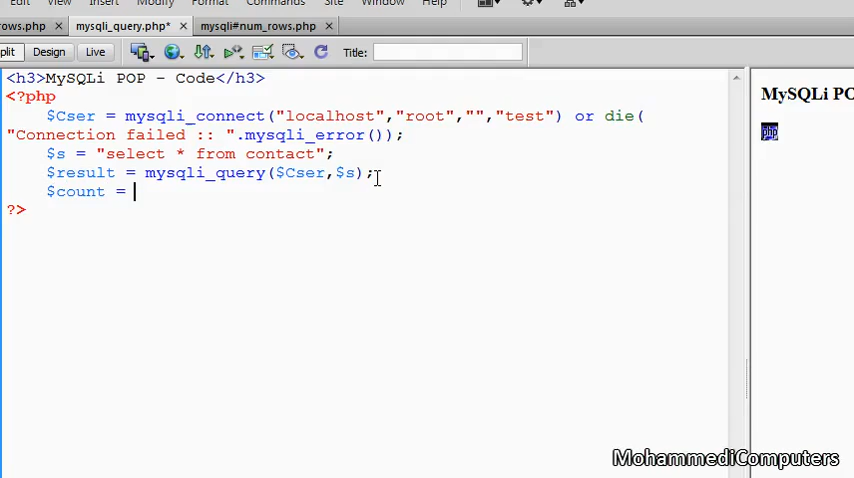 Edit View Insert Modify Format Commands Site Window Help
rows.php × mysqli_query.php* × mysqli#num_rows.php ×
plit Design Live Title:
<h3>MySQLi POP - Code</h3>
<?php
$Cser = mysqli_connect("localhost","root","","test") or die(
"Connection failed :: ".mysqli_error());
$s = "select * from contact";
$result = mysqli_query($Cser,$s);
$count =
?>
MySQLi PO
php
MohammediComputers